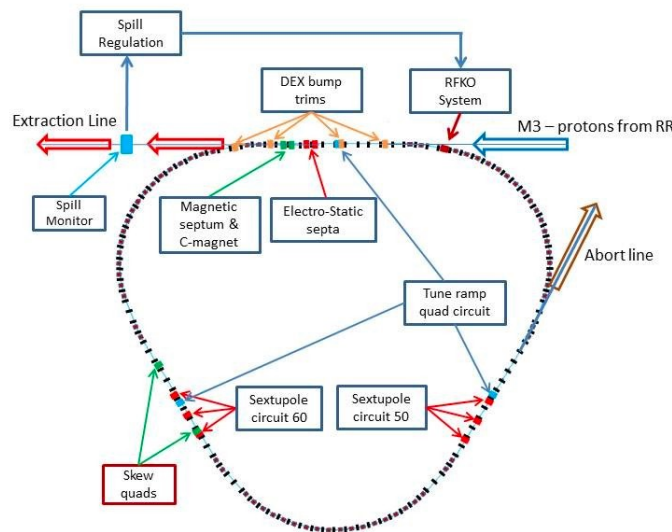 Spill
Regulation
DEX bump
trims
RFKO
System
Extraction Line
M3 – protons from RR
Spill
Monitor
Magnetic
septum &
C-magnet
Electro-Static
septa
Abort line
Tune ramp
quad circuit
Sextupole
circuit 60
Sextupole
circuit 50
Skew
quads